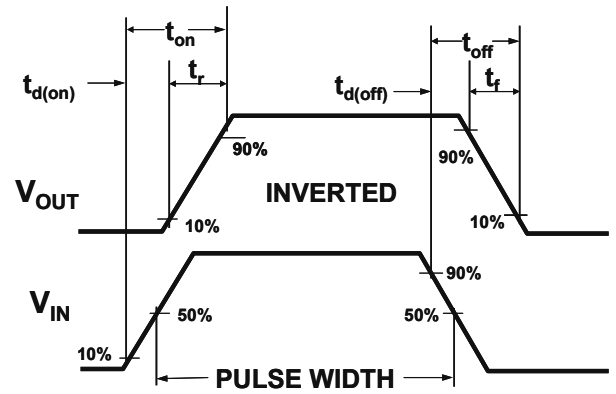 t_on
t_off
t_r
t_f
t_d(on)
t_d(off)
90%
90%
V_OUT
INVERTED
10%
10%
90%
V_IN
50%
50%
10%
PULSE WIDTH